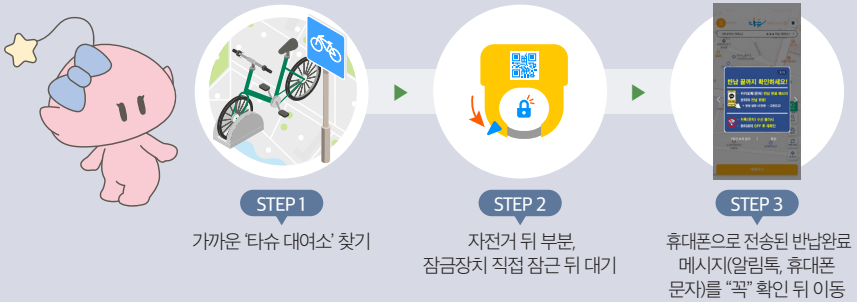 반납 끝까지 확인하세요!
STEP 1
가까운 ‘타슈 대여소’ 찾기
STEP 2
자전거 뒤 부분,
잠금장치 직접 잠근 뒤 대기
STEP 3
휴대폰으로 전송된 반납완료
메시지(알림톡, 휴대폰
문자)를 “꼭” 확인 뒤 이동